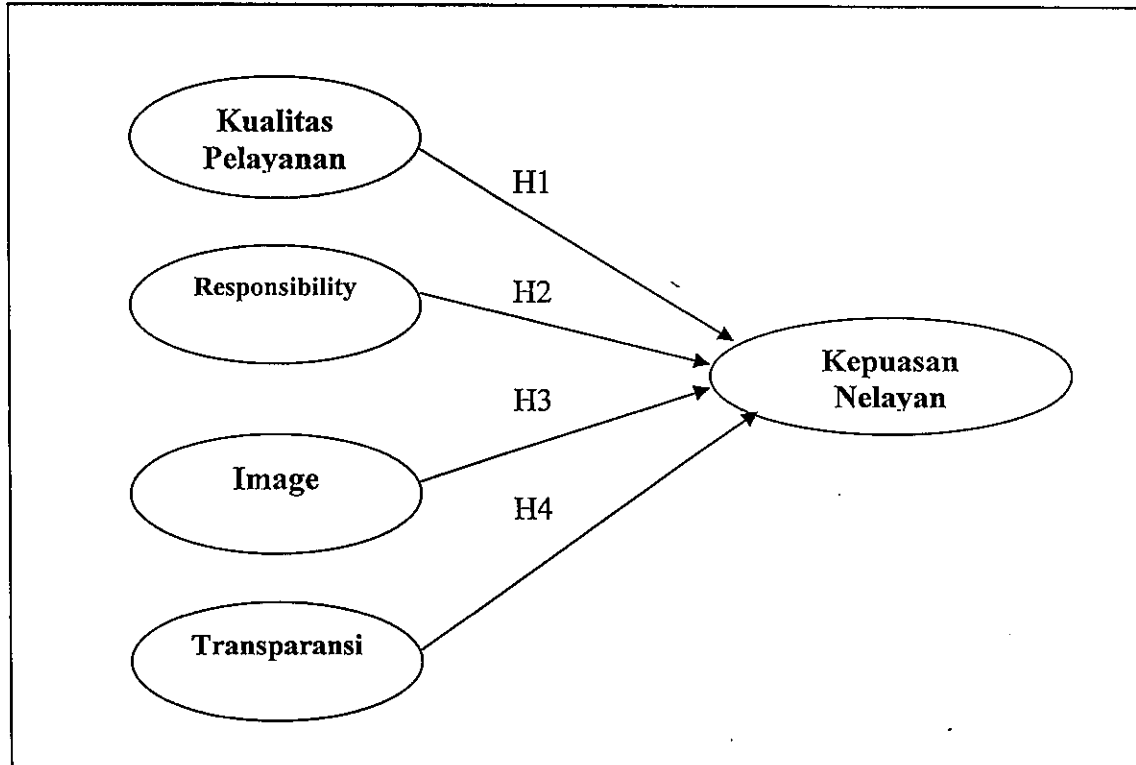 Kualitas
Pelayanan
H1
Responsibility
H2
Kepuasan
Nelayan
H3
Image
H4
Transparansi